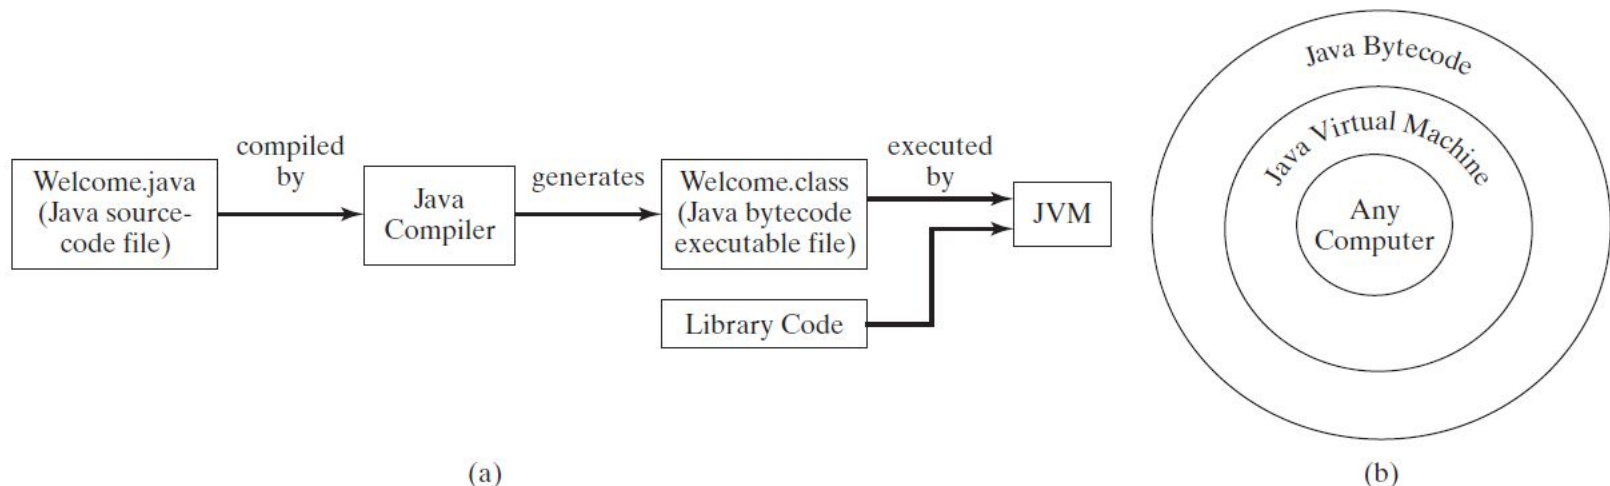 Welcome.java
(Java source-
code file)
compiled
by
Java
Compiler
generates
Welcome.class
(Java bytecode
executable file)
executed
by
JVM
Library Code
(a)
Java Bytecode
Java Virtual Machine
Any
Computer
(b)